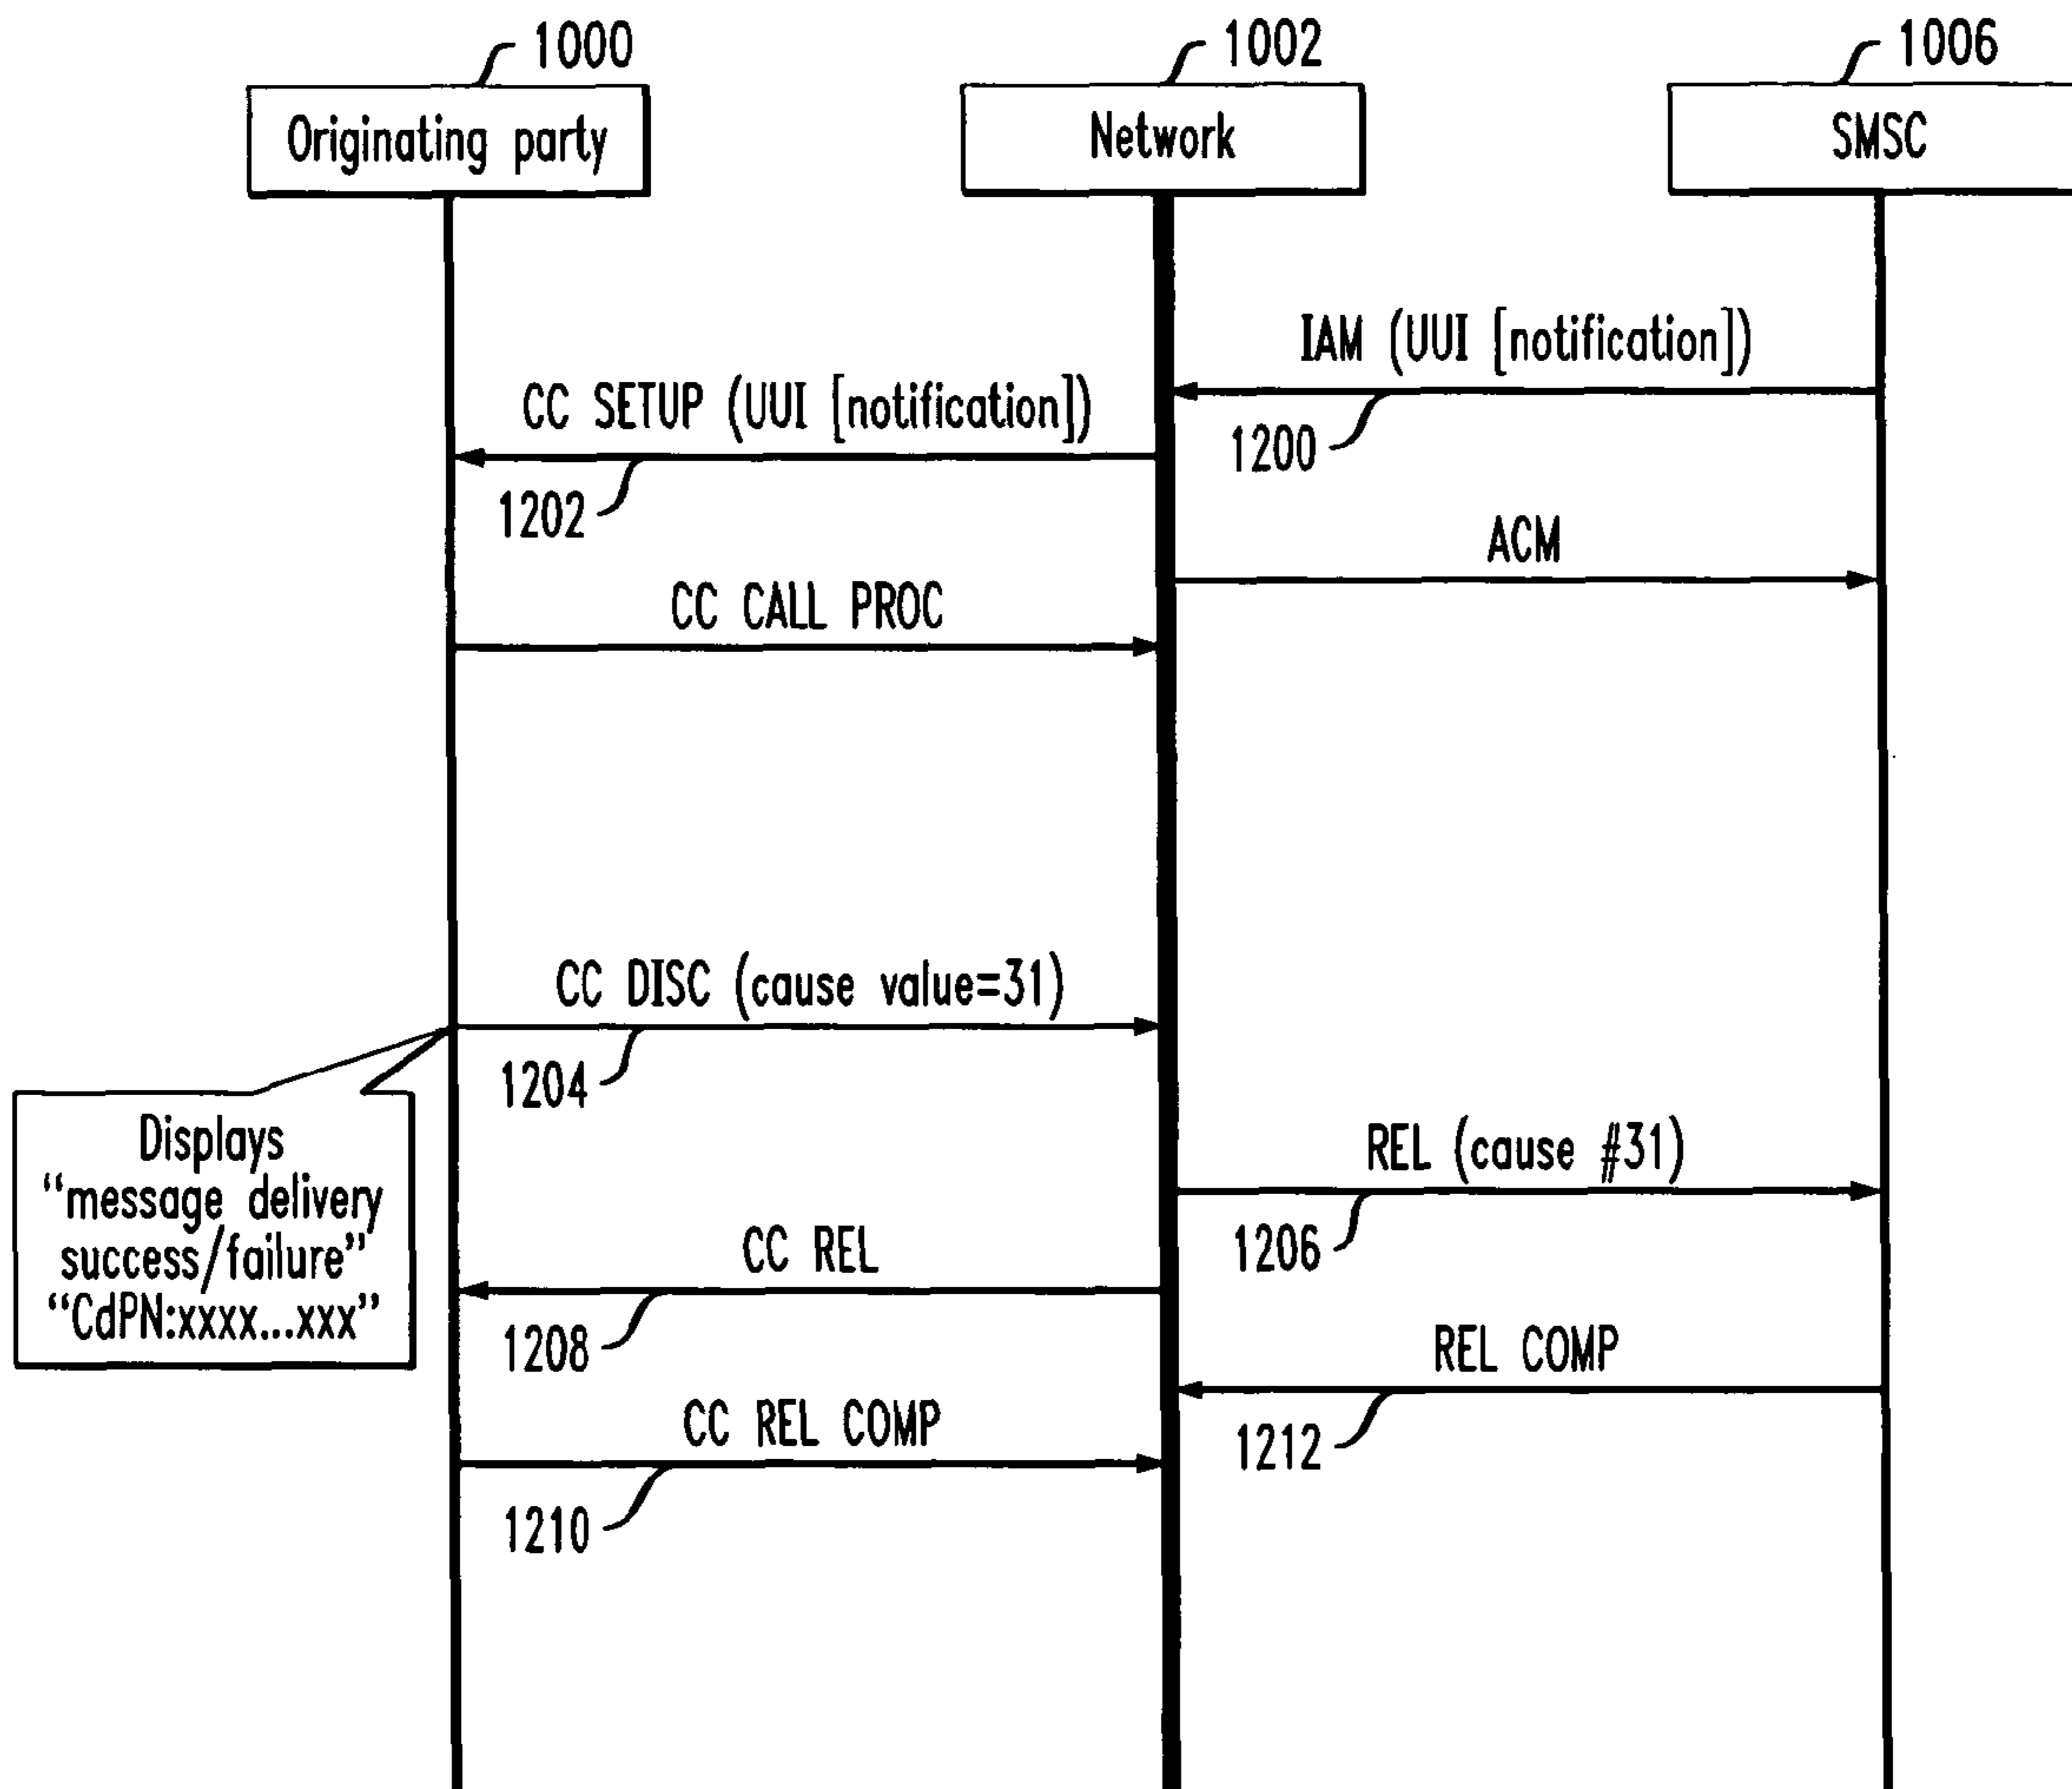 1000
1002
1006
Originating party
Network
SMSC
IAM (UUI [notification])
1200
CC SETUP (UUI [notification])
1202
ACM
CC CALL PROC
CC DISC (cause value=31)
1204
Displays
“message delivery
success/failure”
“CdPN:xxxx...xxx”
REL (cause #31)
1206
CC REL
1208
REL COMP
1212
CC REL COMP
1210